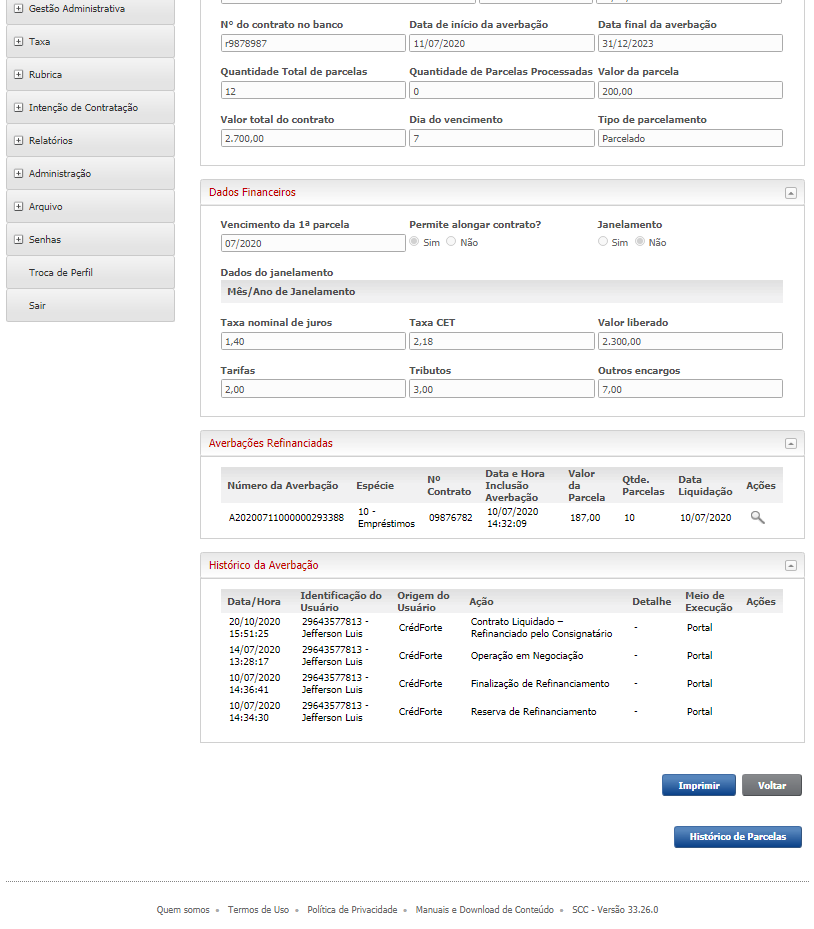 Gestão Administrativa
Taxa
Rubrica
Intenção de Contratação
Relatórios
Administração
Arquivo
Senhas
Troca de Perfil
Sair
Nº do contrato no banco Data de início da averbação Data final da averbação
r9878987 11/07/2020 31/12/2023
Quantidade Total de parcelas Quantidade de Parcelas Processadas Valor da parcela
12 0 200,00
Valor total do contrato Dia do vencimento Tipo de parcelamento
2.700,00 7 Parcelado
Dados Financeiros
Vencimento da 1ª parcela Permite alongar contrato? Janelamento
07/2020 Sim Não Sim Não
Dados do janelamento
Mês/Ano de Janelamento
Taxa nominal de juros Taxa CET Valor liberado
1,40 2,18 2.300,00
Tarifas Tributos Outros encargos
2,00 3,00 7,00
Averbações Refinanciadas
Número da Averbação Espécie Nº Contrato Data e Hora Inclusão Averbação Valor da Parcela Qtde. Parcelas Data Liquidação Ações
A20200711000000293388 10 - Empréstimos 09876782 10/07/2020 14:32:09 187,00 10 10/07/2020
Histórico da Averbação
Data/Hora Identificação do Usuário Origem do Usuário Ação Detalhe Meio de Execução Ações
20/10/2020 15:51:25 29643577813 - Jefferson Luis CrédForte Contrato Liquidado – Refinanciado pelo Consignatário - Portal
14/07/2020 13:28:17 29643577813 - Jefferson Luis CrédForte Operação em Negociação - Portal
10/07/2020 14:36:41 29643577813 - Jefferson Luis CrédForte Finalização de Refinanciamento - Portal
10/07/2020 14:34:30 29643577813 - Jefferson Luis CrédForte Reserva de Refinanciamento - Portal
Imprimir Voltar
Histórico de Parcelas
Quem somos • Termos de Uso • Política de Privacidade • Manuais e Download de Conteúdo • SCC - Versão 33.26.0